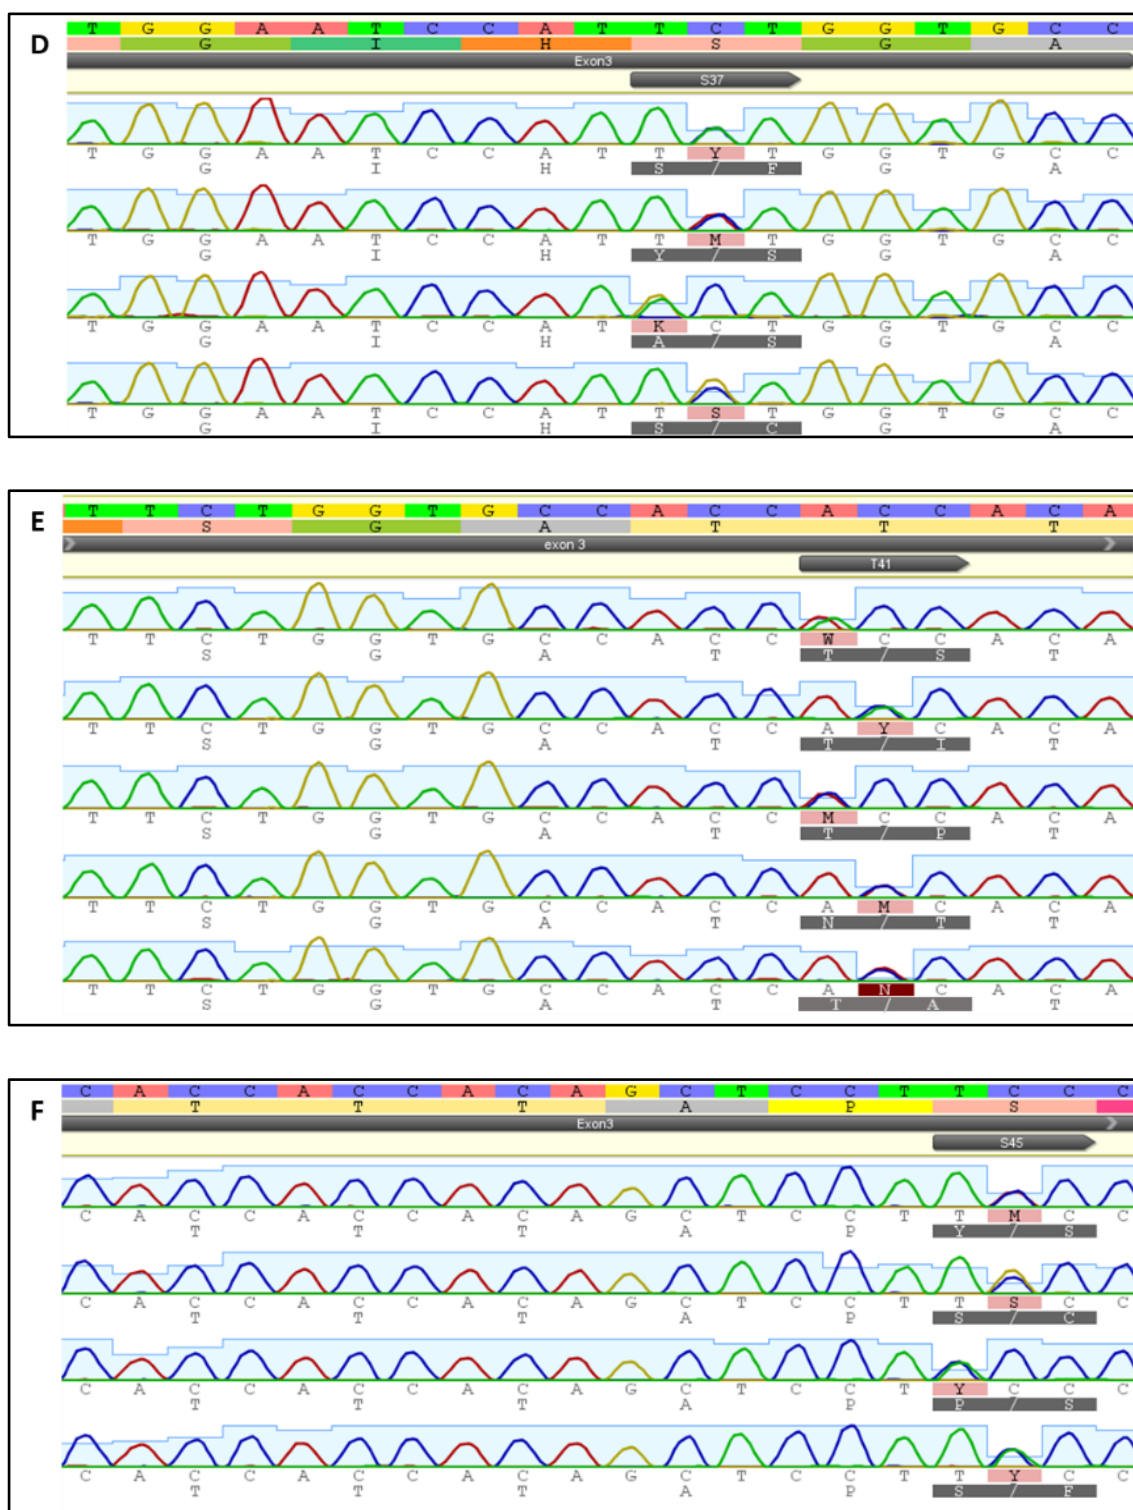 D
T G G A A T C C A T T C T G G T G C C
G I H S G A
Exon3
S37
T G G A A T C C A T T Y T G G T G C C
G I H S / F G A
T G G A A T C C A T T M T G G T G C C
G I H Y / S G A
T G G A A T C C A T K C T G G T G C C
G I H A / S G A
T G G A A T C C A T T S T G G T G C C
G I H S / C G A
E
T T C T G G T G C C A C C A C C A C A
S G A T T T
exon 3
T41
T T C T G G T G C C A C C W C C A C A
S G A T T / S T
T T C T G G T G C C A C C A Y C A C A
S G A T T / I T
T T C T G G T G C C A C C M C C A C A
S G A T T / P T
T T C T G G T G C C A C C A M C A C A
S G A T N / T T
T T C T G G T G C C A C C A N C A C A
S G A T T / A T
F
C A C C A C C A C A G C T C C T T C C C
T T T A P S
Exon3
S45
C A C C A C C A C A G C T C C T T M C C
T T T A P Y / S
C A C C A C C A C A G C T C C T T S C C
T T T A P S / C
C A C C A C C A C A G C T C C T Y C C C
T T T A P P / S
C A C C A C C A C A G C T C C T T Y C C
T T T A P S / F